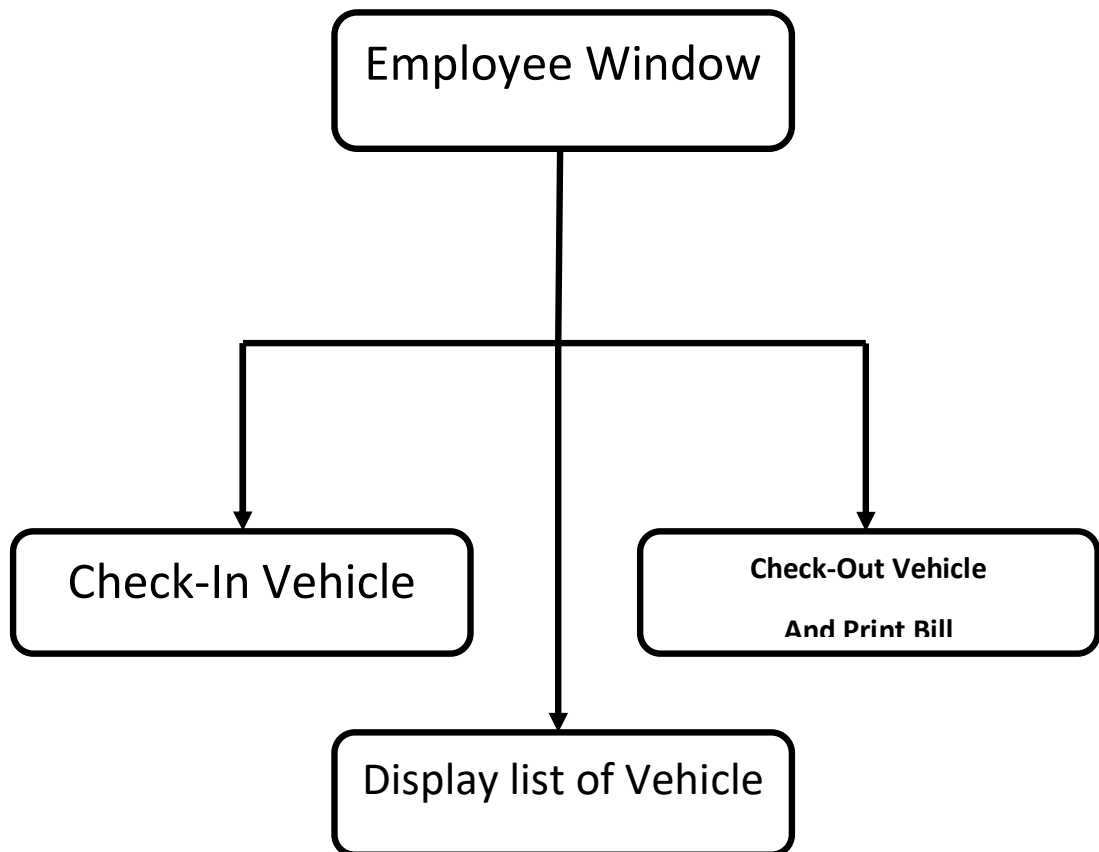 Employee Window
Check-In Vehicle
Check-Out Vehicle
And Print Bill
Display list of Vehicle